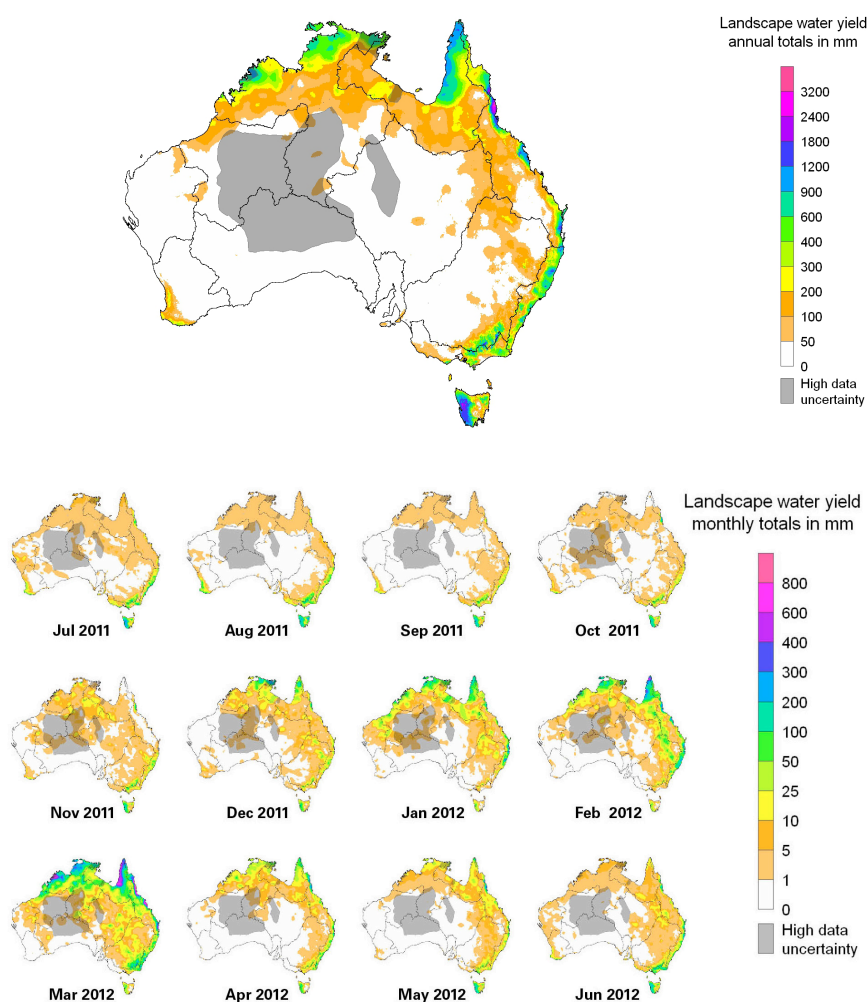 Landscape water yield
annual totals in mm
3200
2400
1800
1200
900
600
400
300
200
100
50
0
High data
uncertainty
Landscape water yield
monthly totals in mm
800
600
400
300
200
100
50
25
10
5
1
0
High data
uncertainty
Jul 2011
Aug 2011
Sep 2011
Oct 2011
Nov 2011
Dec 2011
Jan 2012
Feb 2012
Mar 2012
Apr 2012
May 2012
Jun 2012